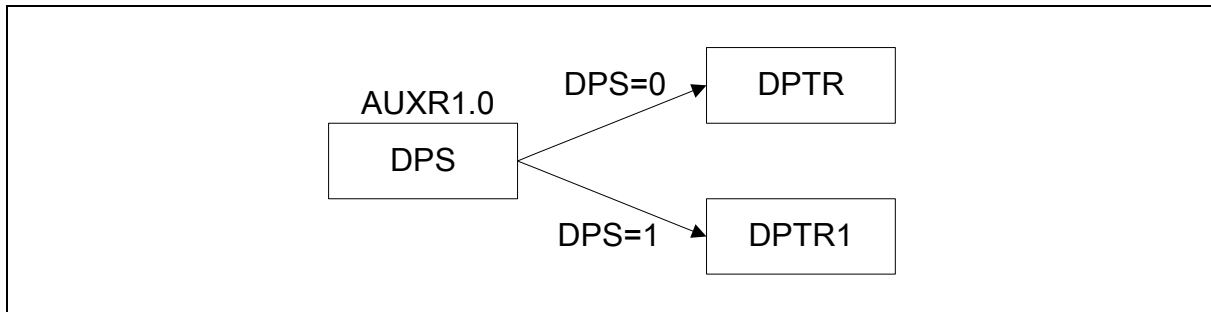 DPS=0
DPTR
AUXR1.0
DPS
DPS=1
DPTR1